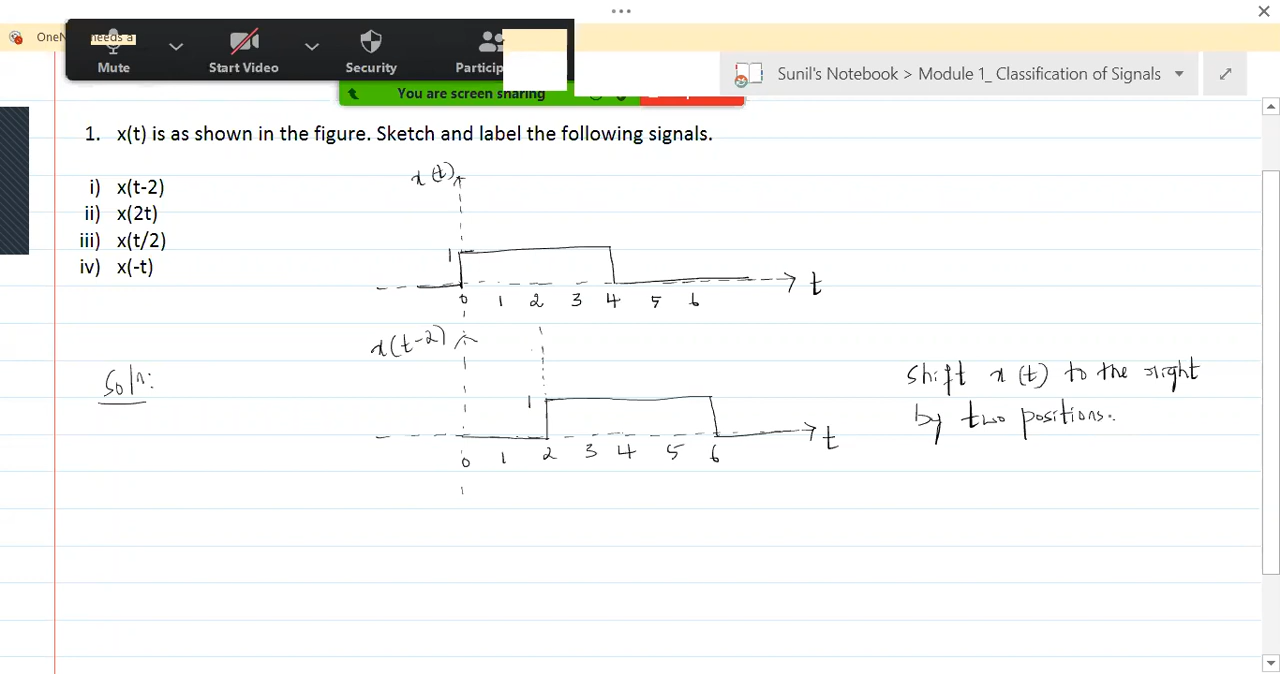 OneN needs a
Mute
Start Video
Security
Particip
You are screen sharing
Sunil's Notebook > Module 1_ Classification of Signals
1. x(t) is as shown in the figure. Sketch and label the following signals.
i) x(t-2)
ii) x(2t)
iii) x(t/2)
iv) x(-t)
x(t)
1
t
0 1 2 3 4 5 6
x(t-2)
Soln:
shift x(t) to the right
by two positions.
1
t
0 1 2 3 4 5 6